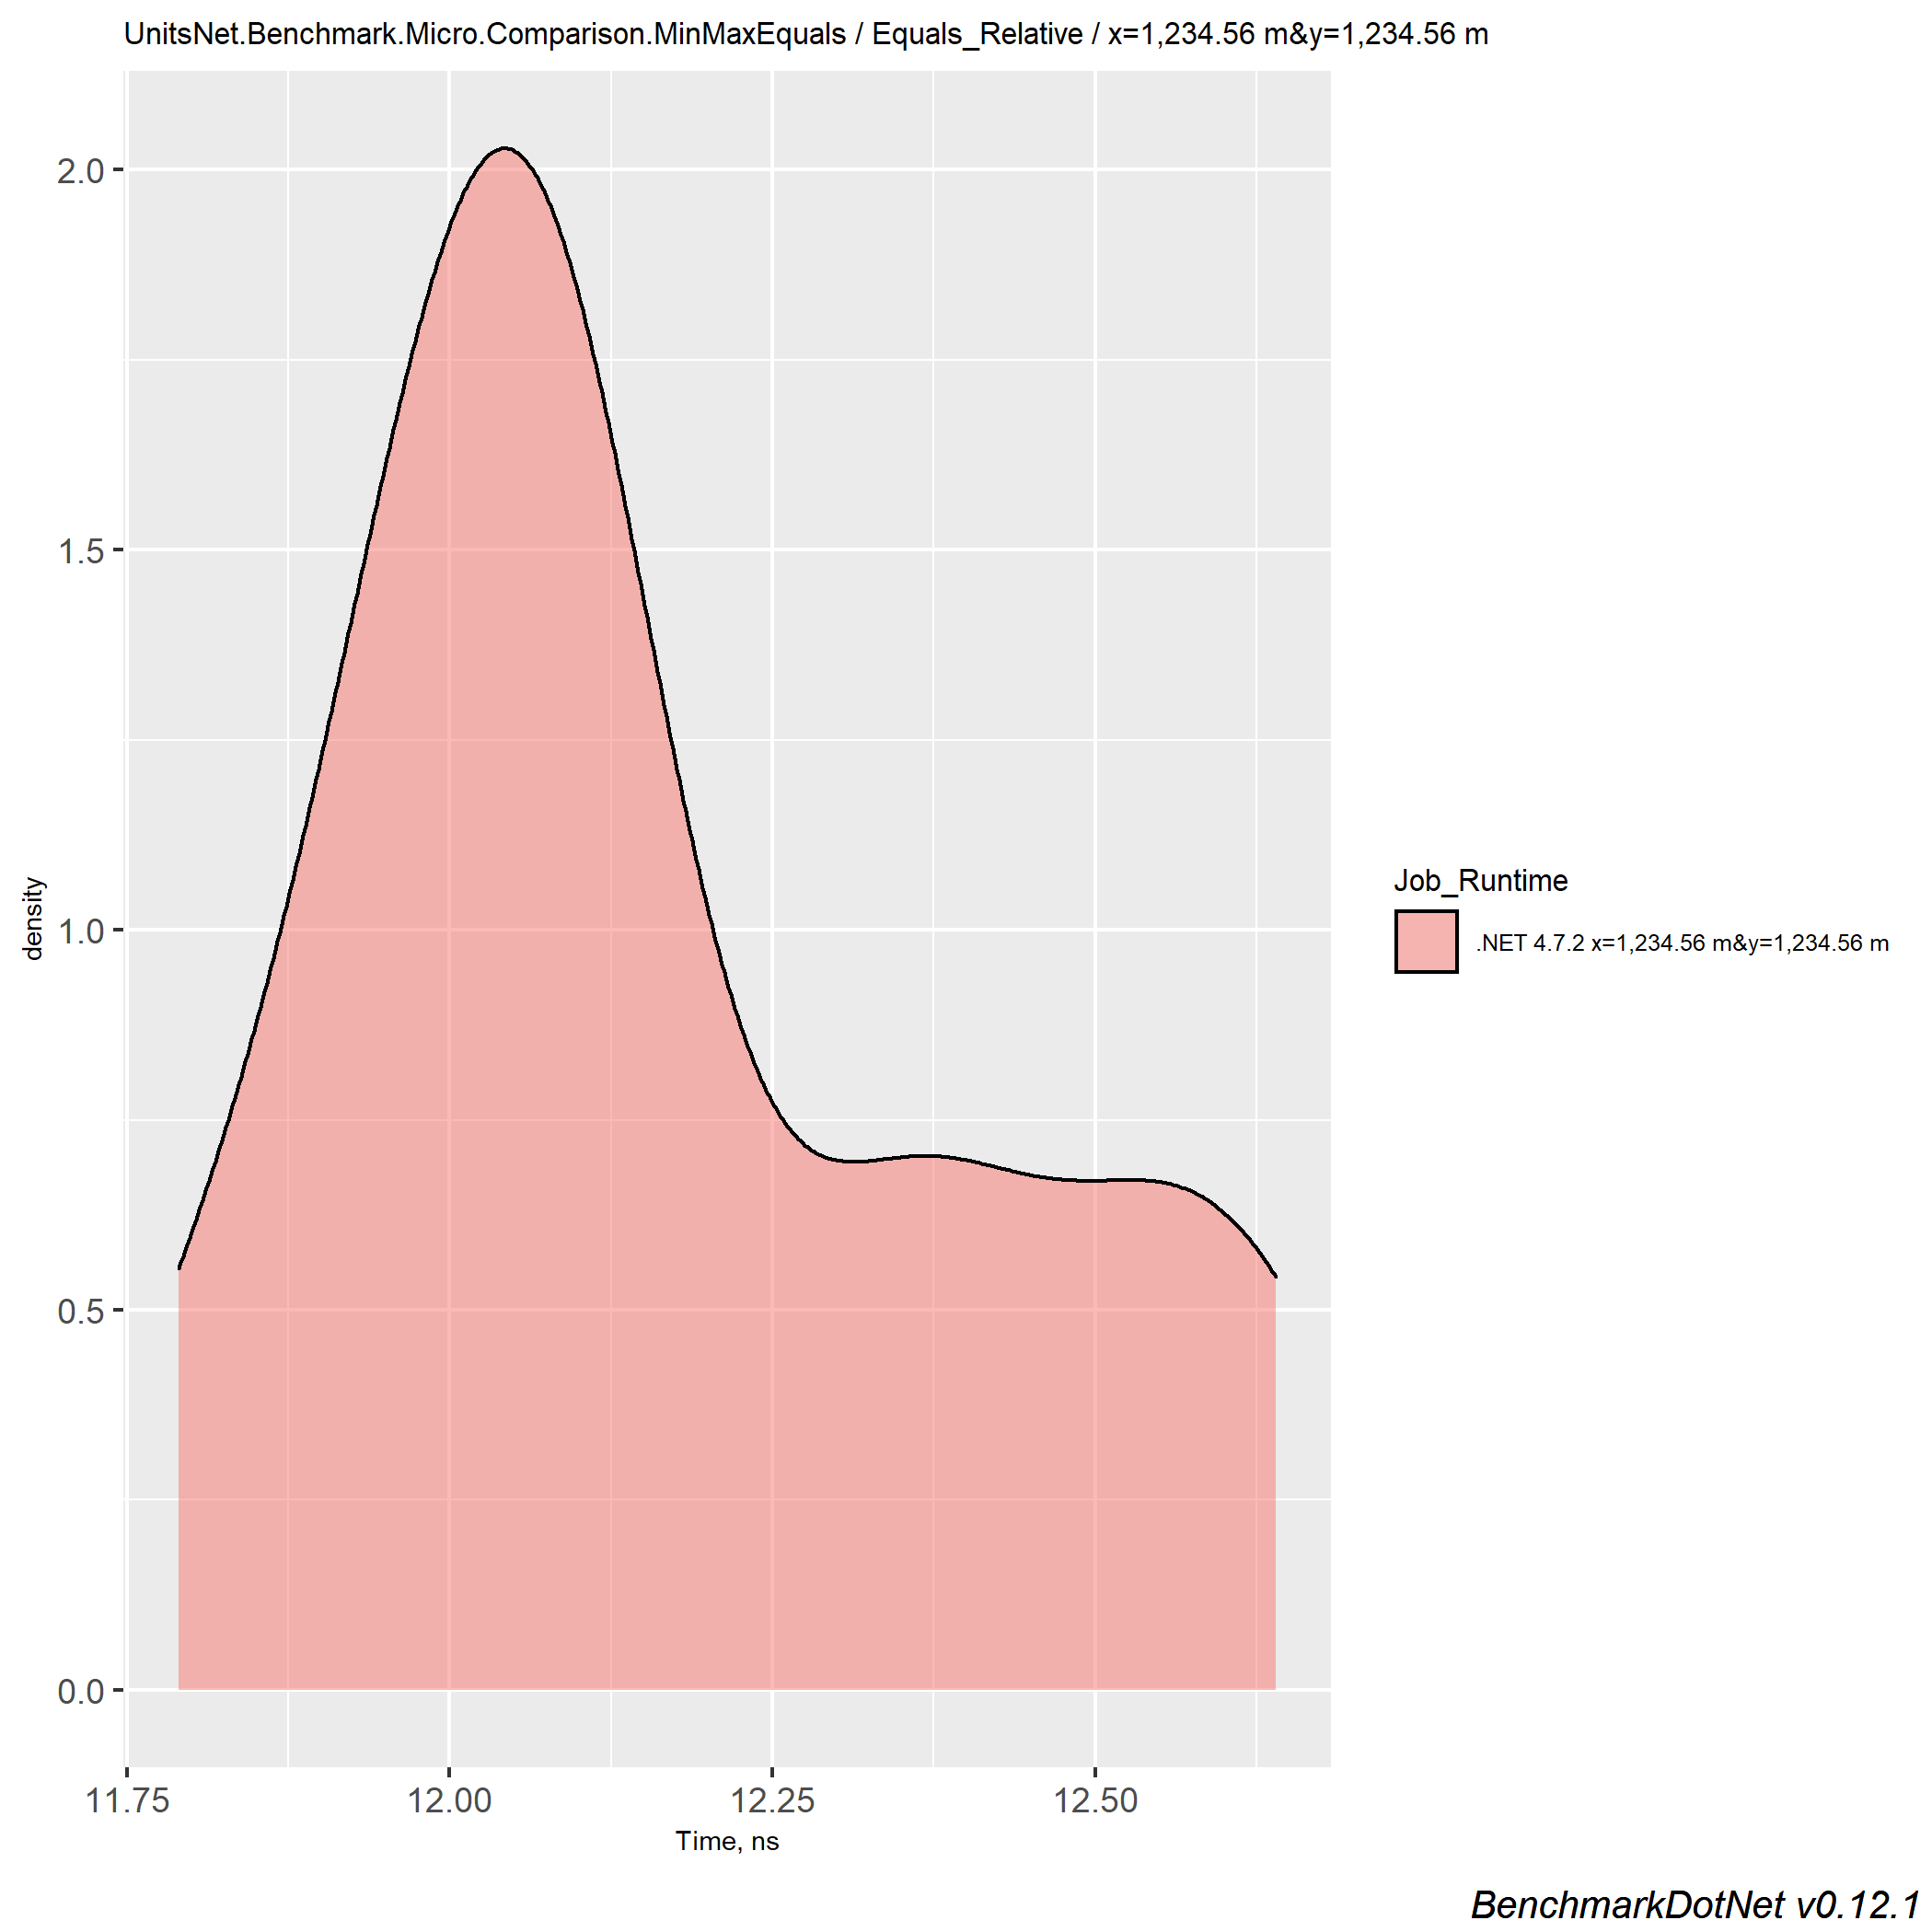 UnitsNet.Benchmark.Micro.Comparison.MinMaxEquals / Equals_Relative / x=1,234.56 m&y=1,234.56 m
2.0
1.5
1.0
0.5
0.0
density
11.75 12.00 12.25 12.50
Time, ns
Job_Runtime
.NET 4.7.2 x=1,234.56 m&y=1,234.56 m
BenchmarkDotNet v0.12.1